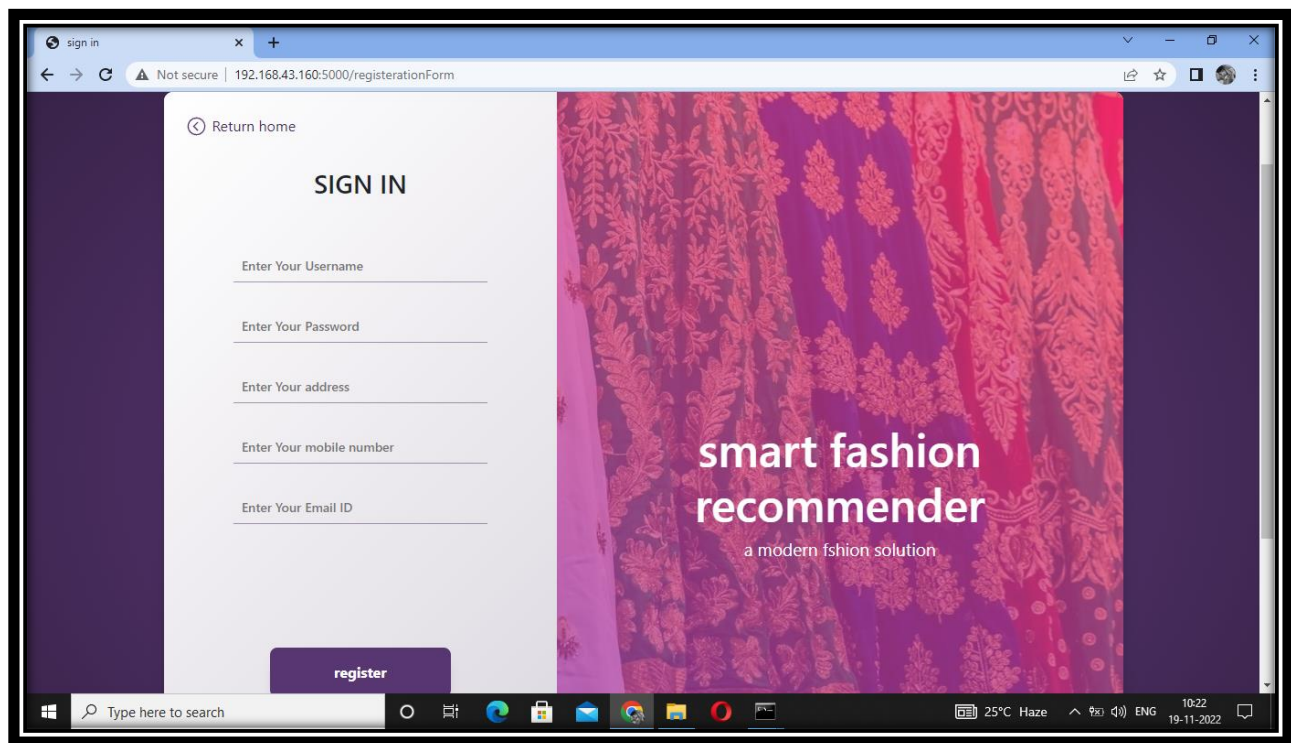 sign in
Not secure | 192.168.43.160:5000/registerationForm
Return home
SIGN IN
Enter Your Username
Enter Your Password
Enter Your address
Enter Your mobile number
Enter Your Email ID
register
smart fashion
recommender
a modern fshion solution
Type here to search
25°C Haze
ENG
10:22
19-11-2022